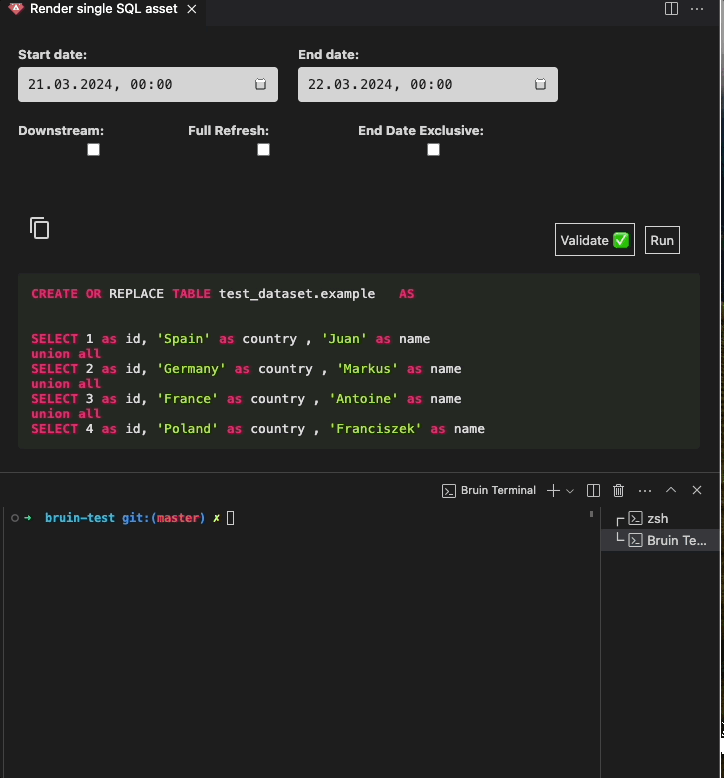 Render single SQL asset
Start date: End date:
21.03.2024, 00:00 22.03.2024, 00:00
Downstream: Full Refresh: End Date Exclusive:
Validate ✅ Run
CREATE OR REPLACE TABLE test_dataset.example   AS
SELECT 1 as id, 'Spain' as country , 'Juan' as name
union all
SELECT 2 as id, 'Germany' as country , 'Markus' as name
union all
SELECT 3 as id, 'France' as country , 'Antoine' as name
union all
SELECT 4 as id, 'Poland' as country , 'Franciszek' as name
Bruin Terminal
bruin-test git:(master) ✗
zsh
Bruin Te...